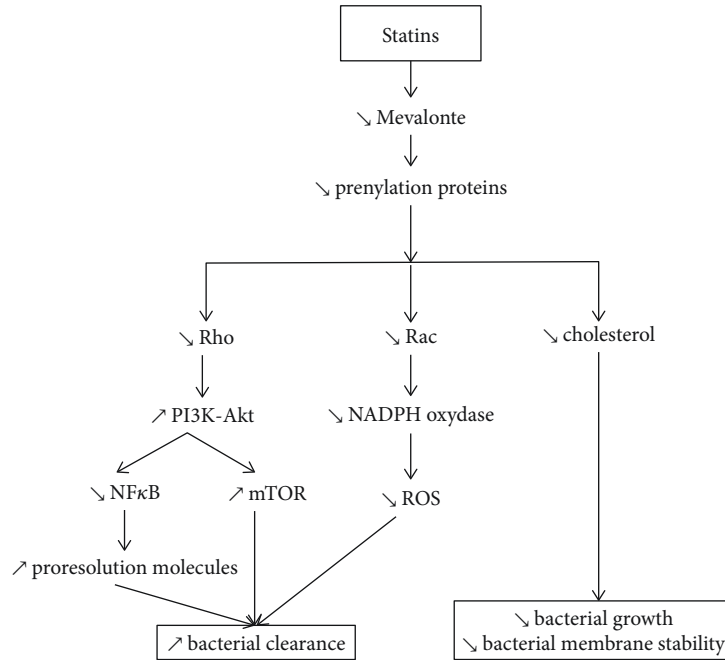 Statins
↘ Mevalonte
↘ prenylation proteins
↘ Rho
↘ Rac
↘ cholesterol
↗ PI3K-Akt
↘ NADPH oxydase
↘ NFκB
↗ mTOR
↘ ROS
↗ proresolution molecules
↗ bacterial clearance
↘ bacterial growth
↘ bacterial membrane stability